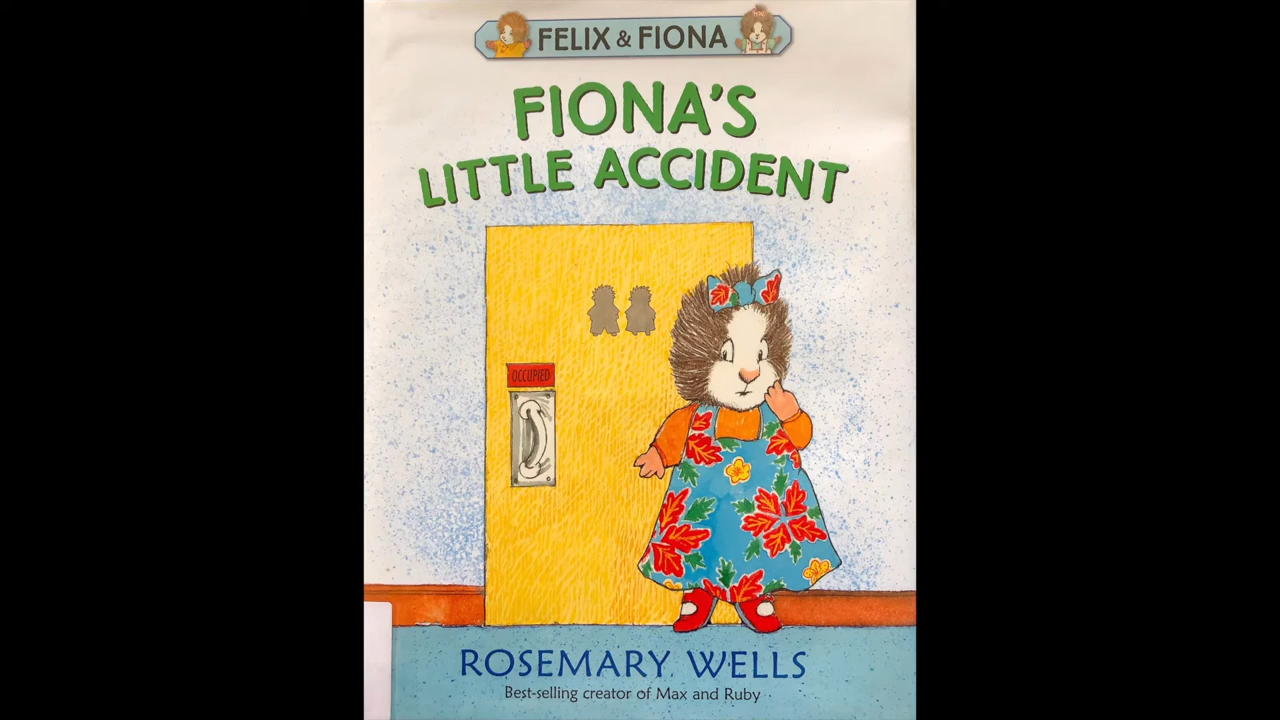 FELIX & FIONA
FIONA'S
LITTLE ACCIDENT
OCCUPIED
ROSEMARY WELLS
Best-selling creator of Max and Ruby